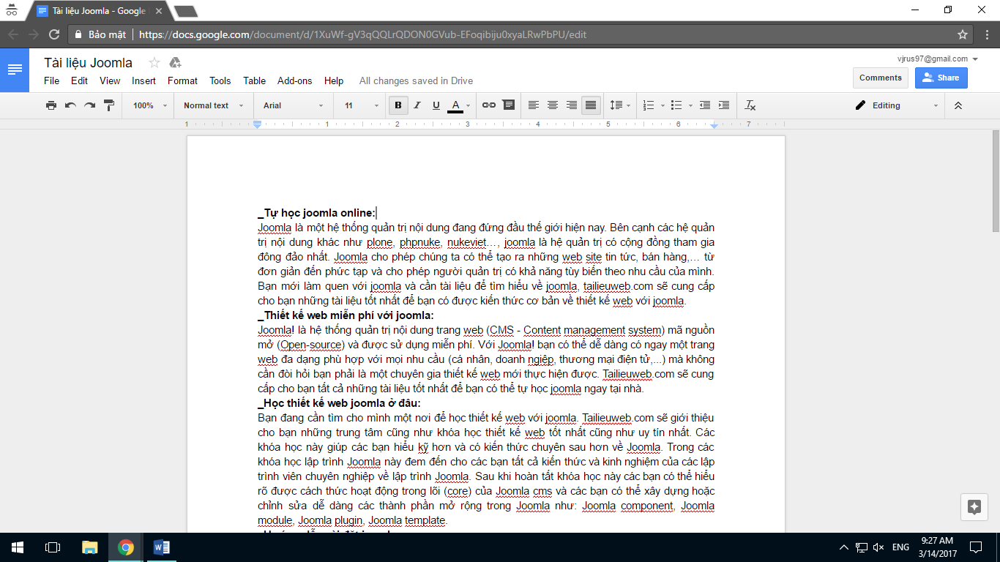 Tài liệu Joomla - Google
Bảo mật
https://docs.google.com/document/d/1XuWf-gV3qQQLrQDON0GVub-EFoqibiju0xyaLRwPbPU/edit
Tài liệu Joomla
vjrus97@gmail.com
File Edit View Insert Format Tools Table Add-ons Help All changes saved in Drive
Comments Share
100% Normal text Arial 11 B I U A Editing
1 1 2 3 4 5 6 7
_Tự học joomla online:
Joomla là một hệ thống quản trị nội dung đang đứng đầu thế giới hiện nay. Bên cạnh các hệ quản
trị nội dung khác như plone, phpnuke, nukeviet…, joomla là hệ quản trị có cộng đồng tham gia
đông đảo nhất. Joomla cho phép chúng ta có thể tạo ra những web site tin tức, bán hàng,… từ
đơn giản đến phức tạp và cho phép người quản trị có khả năng tùy biến theo nhu cầu của mình.
Bạn mới làm quen với joomla và cần tài liệu để tìm hiểu về joomla, tailieuweb.com sẽ cung cấp
cho bạn những tài liệu tốt nhất để bạn có được kiến thức cơ bản về thiết kế web với joomla.
_Thiết kế web miễn phí với joomla:
Joomla! là hệ thống quản trị nội dung trang web (CMS - Content management system) mã nguồn
mở (Open-source) và được sử dụng miễn phí. Với Joomla! bạn có thể dễ dàng có ngay một trang
web đa dạng phù hợp với mọi nhu cầu (cá nhân, doanh ngiệp, thương mại điện tử,...) mà không
cần đòi hỏi bạn phải là một chuyên gia thiết kế web mới thực hiện được. Tailieuweb.com sẽ cung
cấp cho bạn tất cả những tài liệu tốt nhất để bạn có thể tự học joomla ngay tại nhà.
_Học thiết kế web joomla ở đâu:
Bạn đang cần tìm cho mình một nơi để học thiết kế web với joomla. Tailieuweb.com sẽ giới thiệu
cho bạn những trung tâm cũng như khóa học thiết kế web tốt nhất cũng như uy tín nhất. Các
khóa học này giúp các bạn hiểu kỹ hơn và có kiến thức chuyên sau hơn về Joomla. Trong các
khóa học lập trình Joomla này đem đến cho các bạn tất cả kiến thức và kinh nghiệm của các lập
trình viên chuyên nghiệp về lập trình Joomla. Sau khi hoàn tất khóa học này các bạn có thể hiểu
rõ được cách thức hoạt động trong lõi (core) của Joomla cms và các bạn có thể xây dựng hoặc
chỉnh sửa dễ dàng các thành phần mở rộng trong Joomla như: Joomla component, Joomla
module, Joomla plugin, Joomla template.
ENG
9:27 AM
3/14/2017